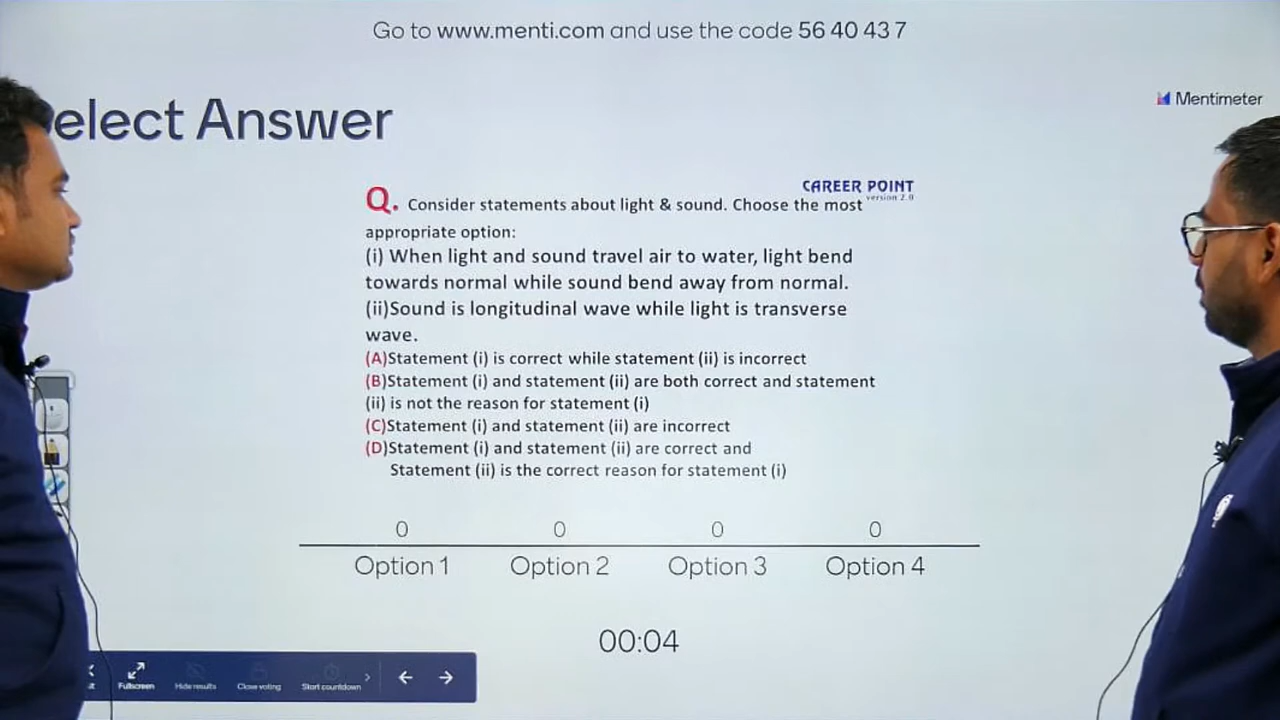 Go to www.menti.com and use the code 56 40 43 7
Mentimeter
elect Answer
CAREER POINT
version 2.0
Q. Consider statements about light & sound. Choose the most
appropriate option:
(i) When light and sound travel air to water, light bend
towards normal while sound bend away from normal.
(ii)Sound is longitudinal wave while light is transverse
wave.
(A)Statement (i) is correct while statement (ii) is incorrect
(B)Statement (i) and statement (ii) are both correct and statement
(ii) is not the reason for statement (i)
(C)Statement (i) and statement (ii) are incorrect
(D)Statement (i) and statement (ii) are correct and
Statement (ii) is the correct reason for statement (i)
0 0 0 0
Option 1 Option 2 Option 3 Option 4
00:04
Fullscreen Hide results Close voting Start countdown